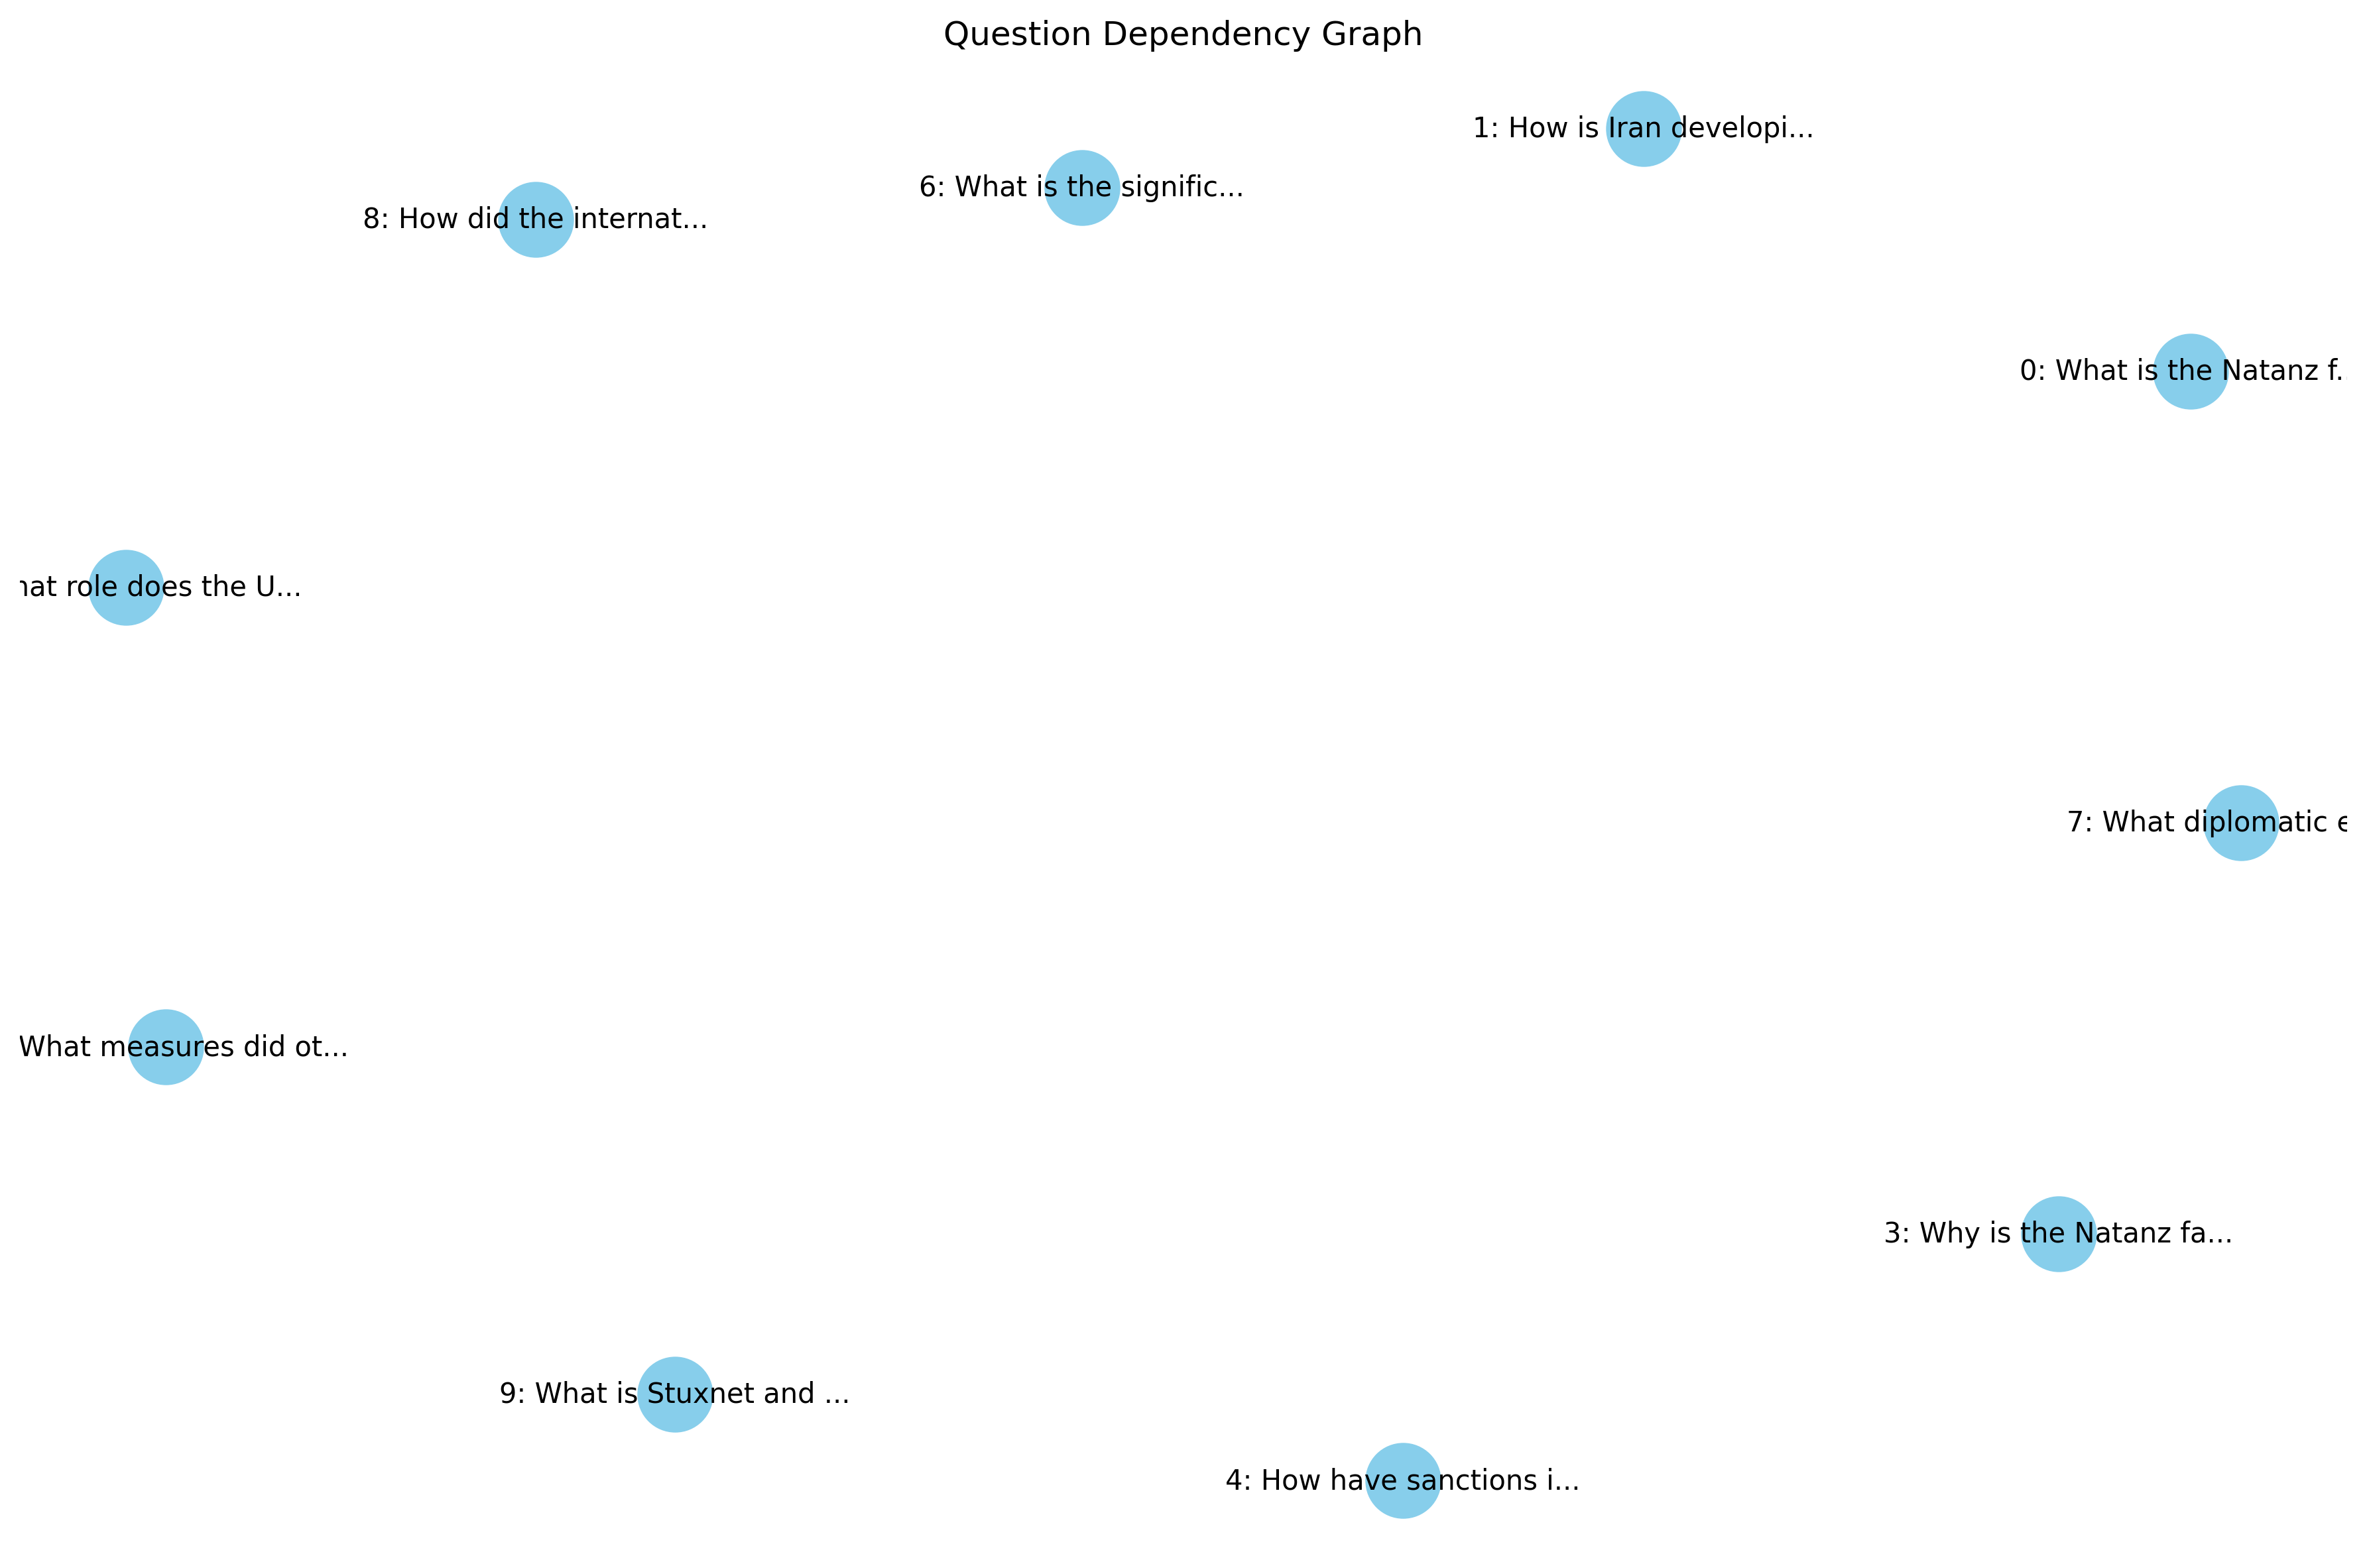 Question Dependency Graph
1: How is Iran developi...
6: What is the signific...
8: How did the internat...
0: What is the Natanz f.
role does the U...
7: What diplomatic
What measures did ot...
3: Why is the Natanz fa...
9: What is Stuxnet and ...
4: How have sanctions i...